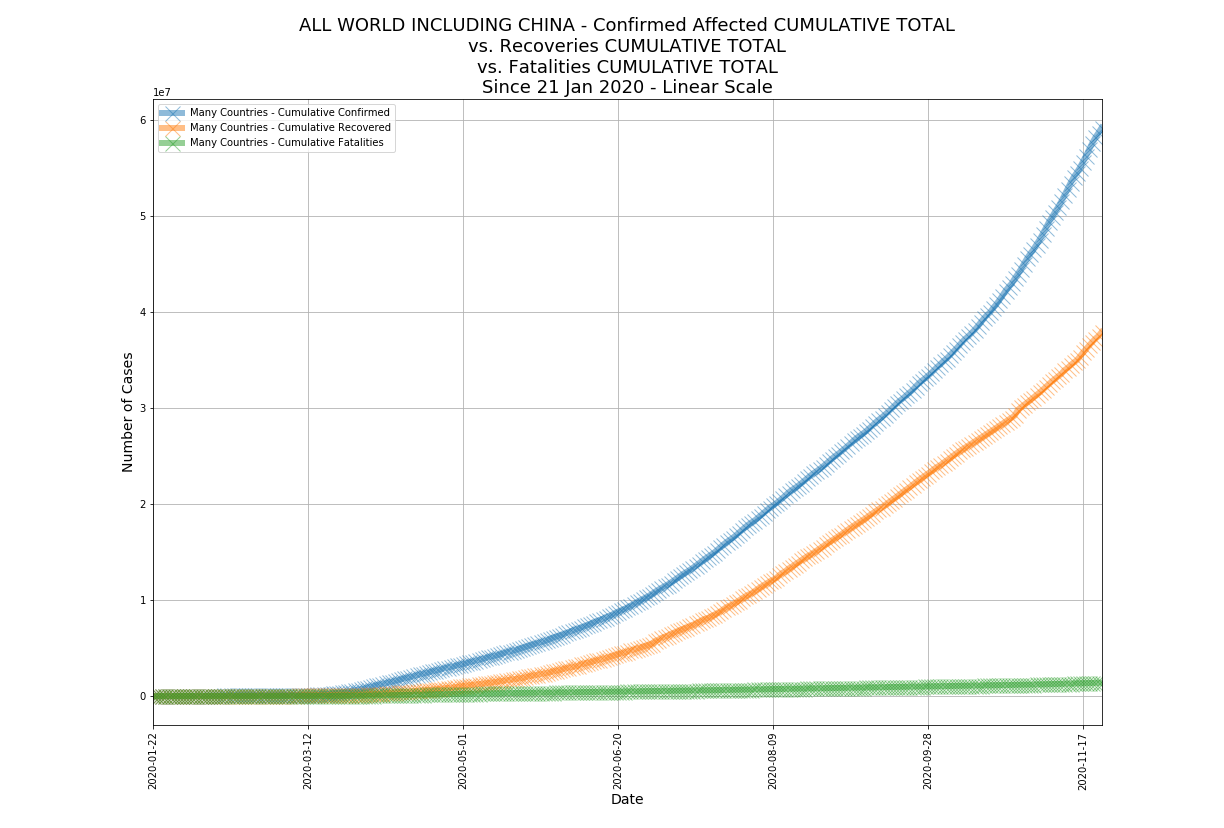 ALL WORLD INCLUDING CHINA - Confirmed Affected CUMULATIVE TOTAL
vs. Recoveries CUMULATIVE TOTAL
vs. Fatalities CUMULATIVE TOTAL
Since 21 Jan 2020 - Linear Scale
1e7
Many Countries - Cumulative Confirmed
Many Countries - Cumulative Recovered
Many Countries - Cumulative Fatalities
6
5
4
3
2
1
0
Number of Cases
2020-01-22
2020-03-12
2020-05-01
2020-06-20
2020-08-09
2020-09-28
2020-11-17
Date